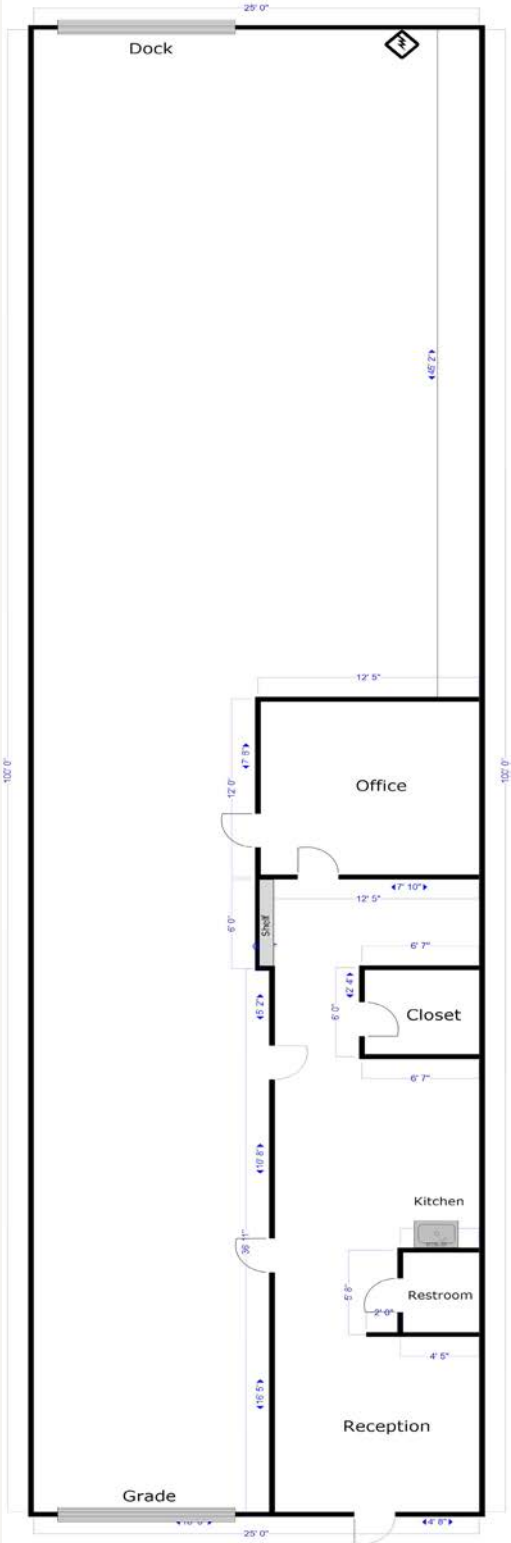 25' 0"
Dock
46' 2"
12' 5"
7' 8"
100' 0"
100' 0"
12' 0"
Office
7' 10"
12' 5"
6' 0"
Shelf
6' 7"
2' 4"
5' 2"
6' 0"
Closet
6' 7"
10' 8"
Kitchen
36' 1"
5' 8"
Restroom
2' 0"
4' 5"
16' 5"
Reception
Grade
4' 8"
25' 0"